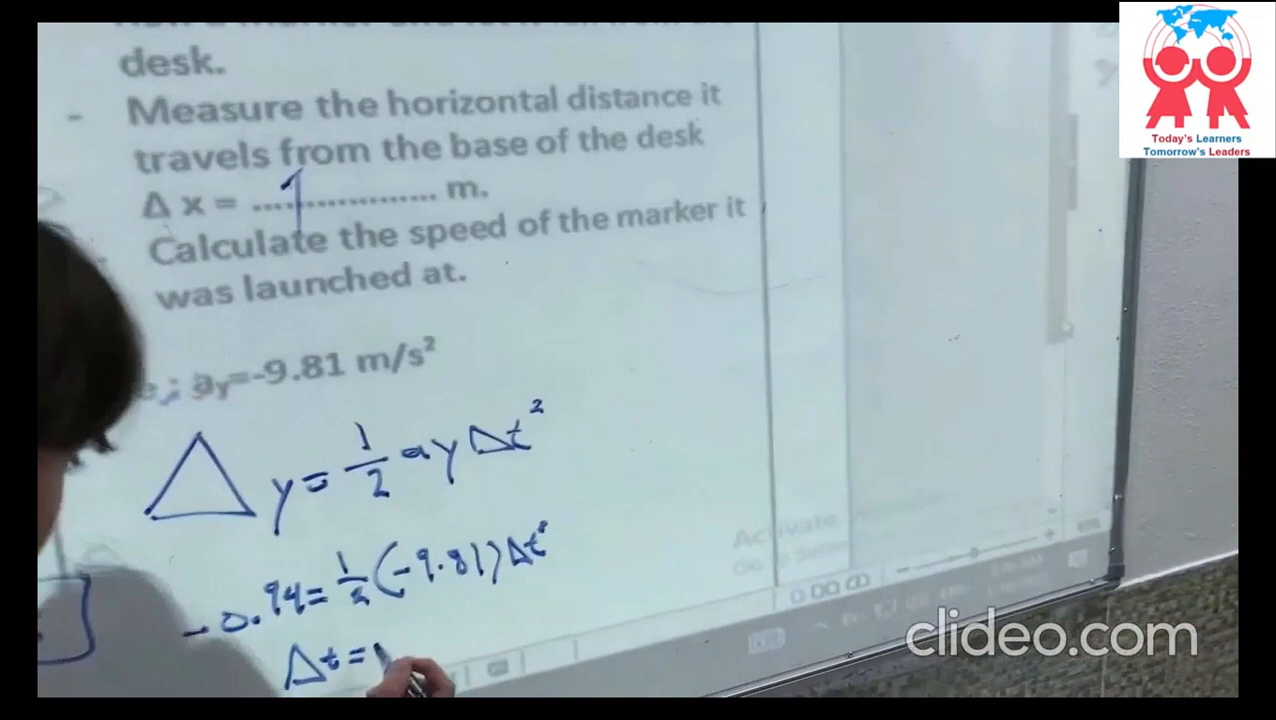 desk.
- Measure the horizontal distance it
travels from the base of the desk
Δ x = ...1............... m.
Calculate the speed of the marker it
was launched at.
ay=-9.81 m/s²
Δy = 1/2 ay Δt²
-0.94 = 1/2 (-9.81) Δt²
Δt =
Activate
Today's Learners
Tomorrow's Leaders
clideo.com